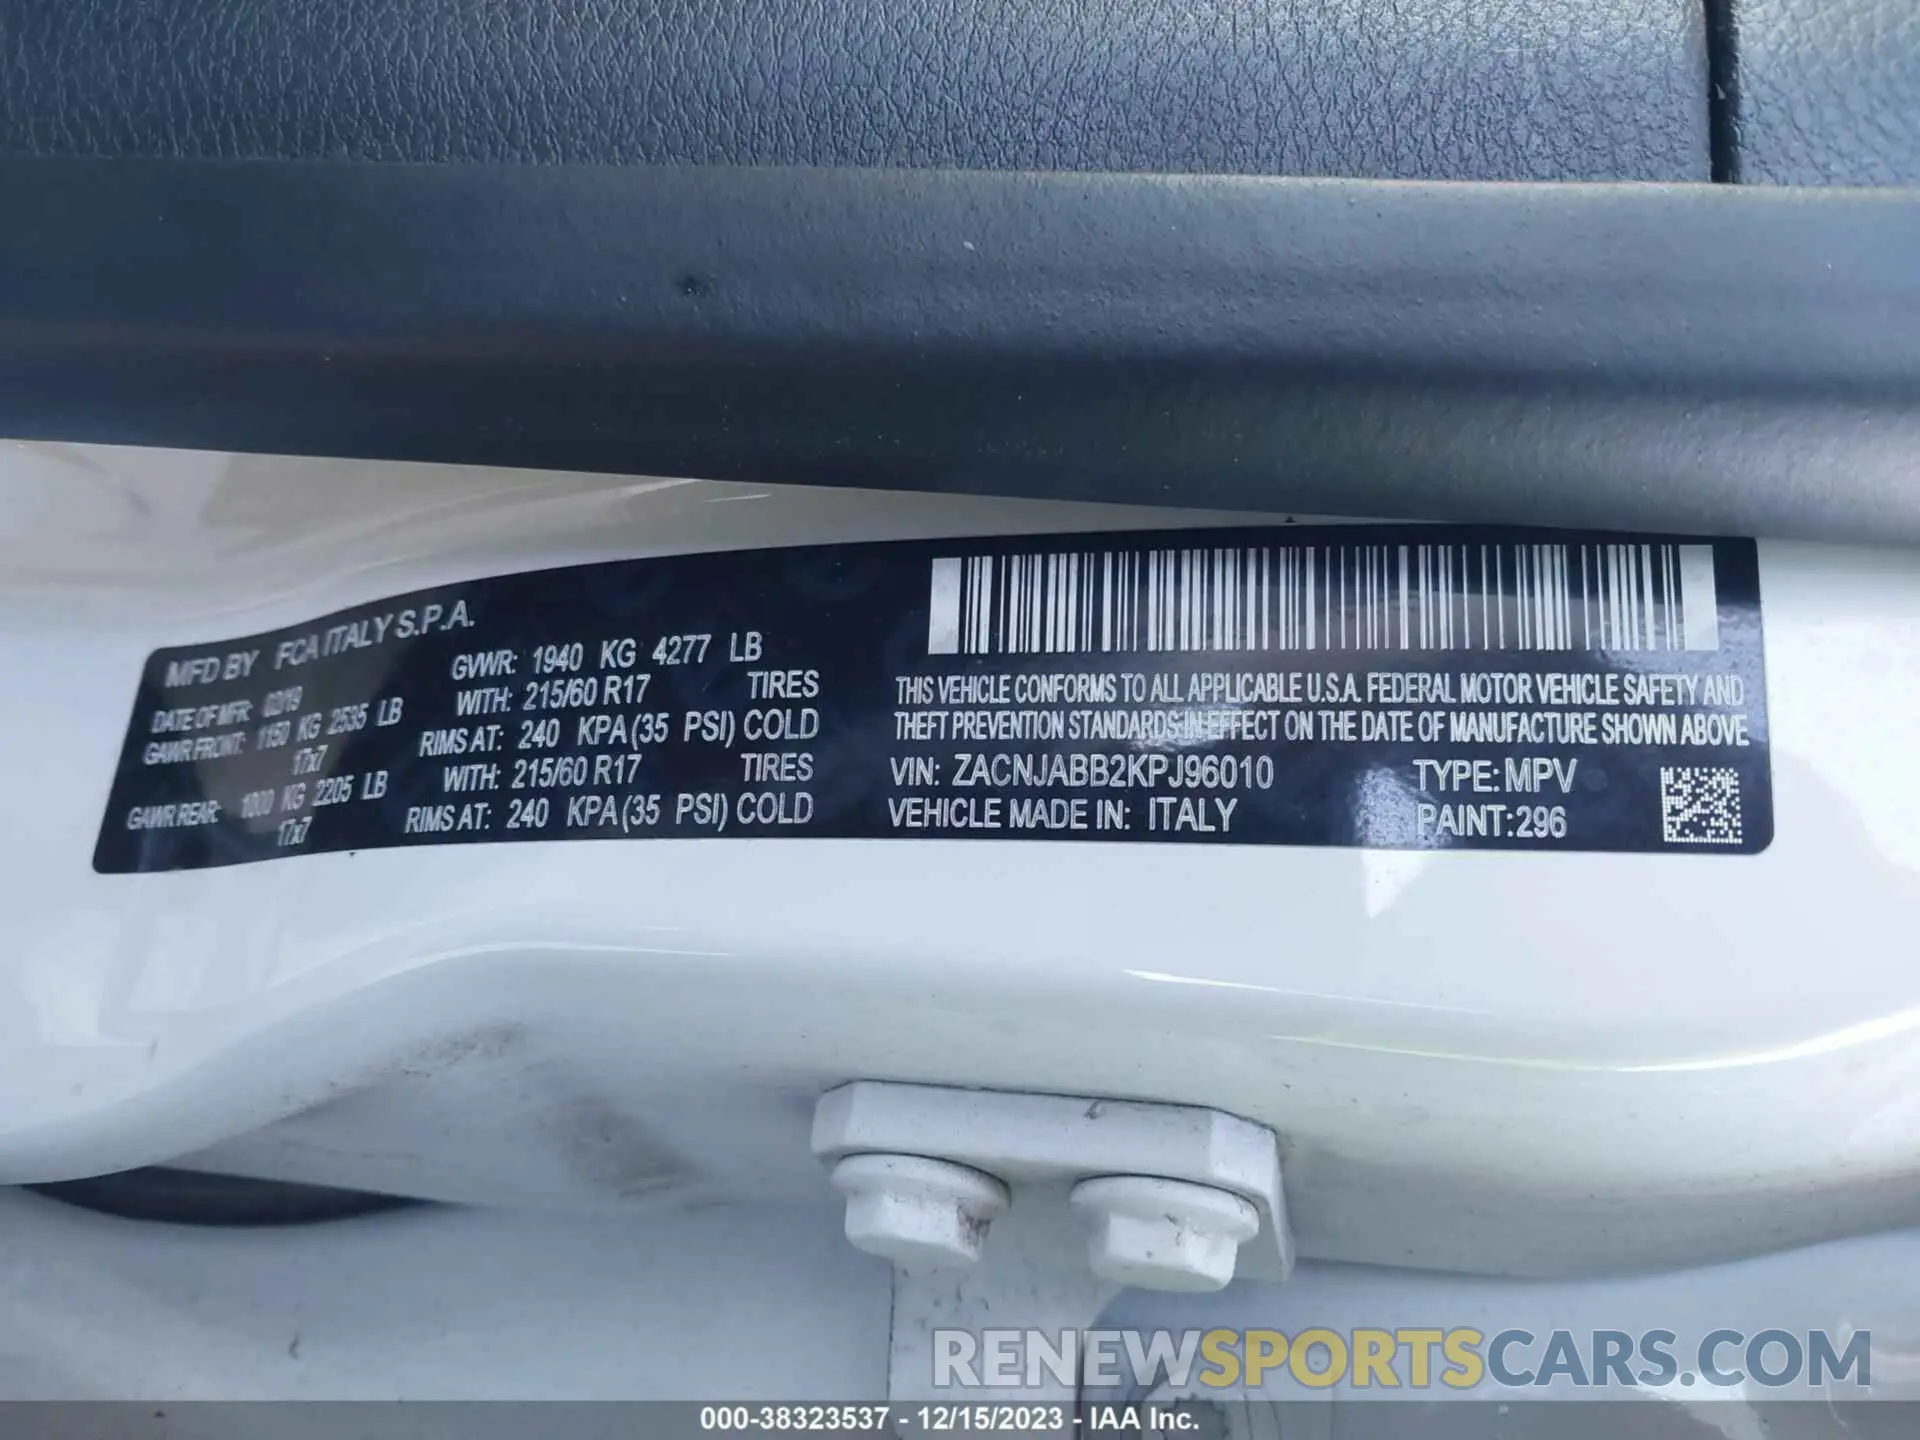 MFD BY FCA ITALY S.P.A.
DATE OF MFR: 02/19 GVWR: 1940 KG 4277 LB
GAWR FRONT: 1150 KG 2535 LB WITH: 215/60 R17 TIRES
17x7 RIMS AT: 240 KPA (35 PSI) COLD
GAWR REAR: 1000 KG 2205 LB WITH: 215/60 R17 TIRES
17x7 RIMS AT: 240 KPA (35 PSI) COLD
THIS VEHICLE CONFORMS TO ALL APPLICABLE U.S.A. FEDERAL MOTOR VEHICLE SAFETY AND
THEFT PREVENTION STANDARDS IN EFFECT ON THE DATE OF MANUFACTURE SHOWN ABOVE
VIN: ZACNJABB2KPJ96010 TYPE: MPV
VEHICLE MADE IN: ITALY PAINT: 296
RENEWSPORTSCARS.COM
000-38323537 - 12/15/2023 - IAA Inc.